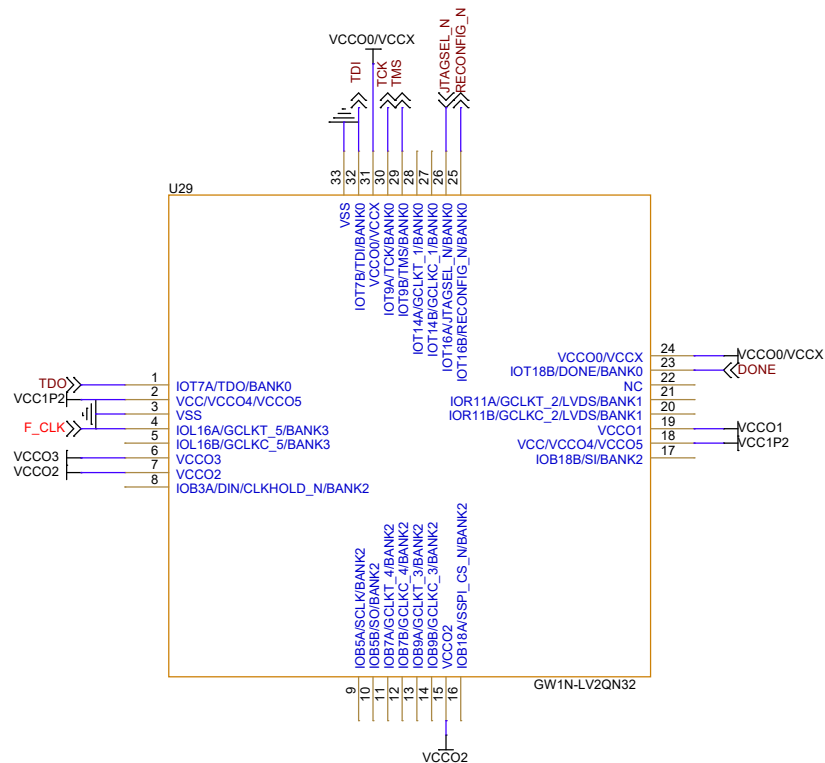 VCCO0/VCCX
TDI
TCK
TMS
JTAGSEL_N
RECONFIG_N
33
32
31
30
29
28
27
26
25
U29
VSS
IOT7B/TDI/BANK0
VCCO0/VCCX
IOT9A/TCK/BANK0
IOT9B/TMS/BANK0
IOT14A/GCLKT_1/BANK0
IOT14B/GCLKC_1/BANK0
IOT16A/JTAGSEL_N/BANK0
IOT16B/RECONFIG_N/BANK0
TDO 1 IOT7A/TDO/BANK0
VCC1P2 2 VCC/VCCO4/VCCO5
3 VSS
F_CLK 4 IOL16A/GCLKT_5/BANK3
5 IOL16B/GCLKC_5/BANK3
VCCO3 6 VCCO3
VCCO2 7 VCCO2
8 IOB3A/DIN/CLKHOLD_N/BANK2
VCCO0/VCCX 24 VCCO0/VCCX
IOT18B/DONE/BANK0 23 DONE
NC 22
IOR11A/GCLKT_2/LVDS/BANK1 21
IOR11B/GCLKC_2/LVDS/BANK1 20
VCCO1 19 VCCO1
VCC/VCCO4/VCCO5 18 VCC1P2
IOB18B/SI/BANK2 17
IOB5A/SCLK/BANK2
IOB5B/SO/BANK2
IOB7A/GCLKT_4/BANK2
IOB7B/GCLKC_4/BANK2
IOB9A/GCLKT_3/BANK2
IOB9B/GCLKC_3/BANK2
VCCO2
IOB18A/SSPI_CS_N/BANK2
9
10
11
12
13
14
15
16
GW1N-LV2QN32
VCCO2